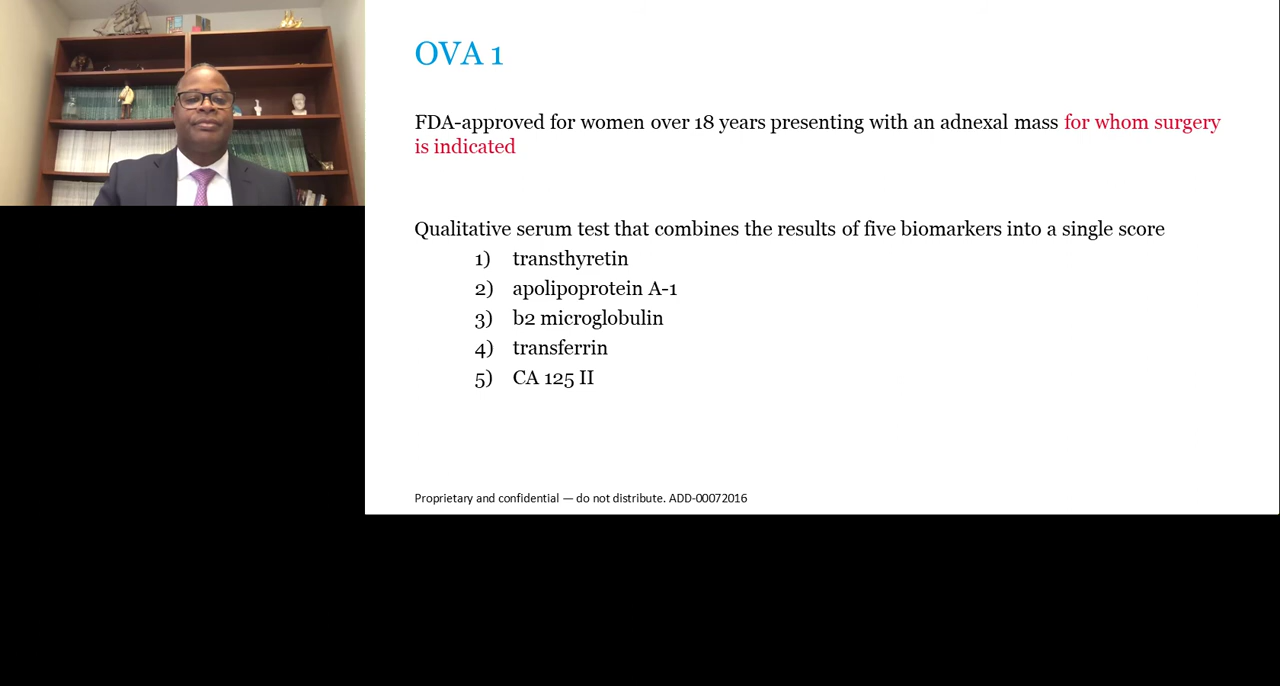 OVA 1
FDA-approved for women over 18 years presenting with an adnexal mass for whom surgery
is indicated
Qualitative serum test that combines the results of five biomarkers into a single score
1) transthyretin
2) apolipoprotein A-1
3) b2 microglobulin
4) transferrin
5) CA 125 II
Proprietary and confidential — do not distribute. ADD-00072016